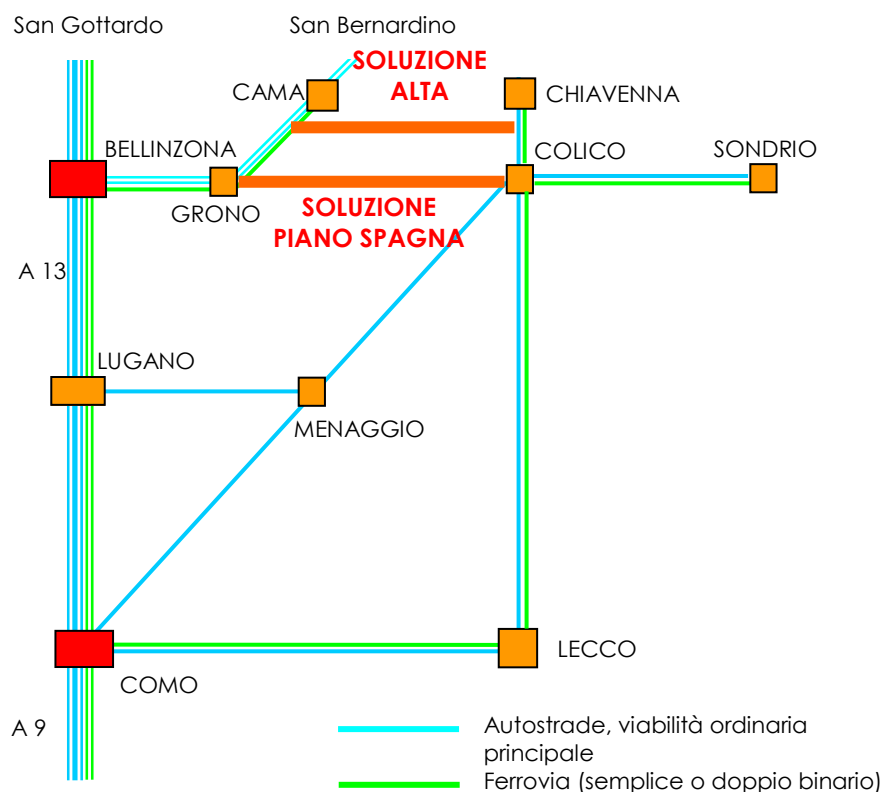 San Gottardo
San Bernardino
SOLUZIONE
ALTA
CAMA
CHIAVENNA
BELLINZONA
COLICO
SONDRIO
GRONO
SOLUZIONE
PIANO SPAGNA
A 13
LUGANO
MENAGGIO
LECCO
COMO
A 9
Autostrade, viabilità ordinaria
principale
Ferrovia (semplice o doppio binario)